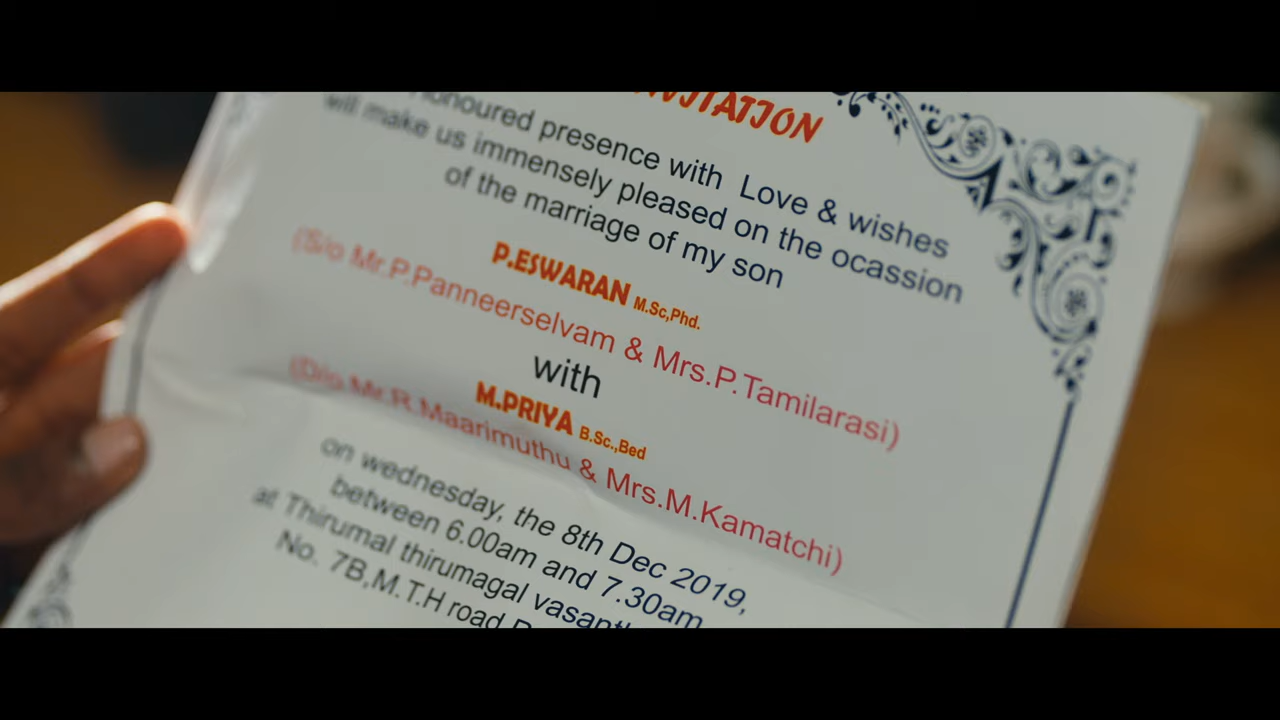 INVITATION
honoured presence with Love & wishes
will make us immensely pleased on the ocassion
of the marriage of my son
P.ESWARAN M.Sc,Phd.
(S/o Mr.P.Panneerselvam & Mrs.P.Tamilarasi)
with
M.PRIYA B.Sc.,Bed
(D/o Mr.R.Maarimuthu & Mrs.M.Kamatchi)
on wednesday, the 8th Dec 2019,
between 6.00am and 7.30am
at Thirumal thirumagal
No. 7B,M.T.H road